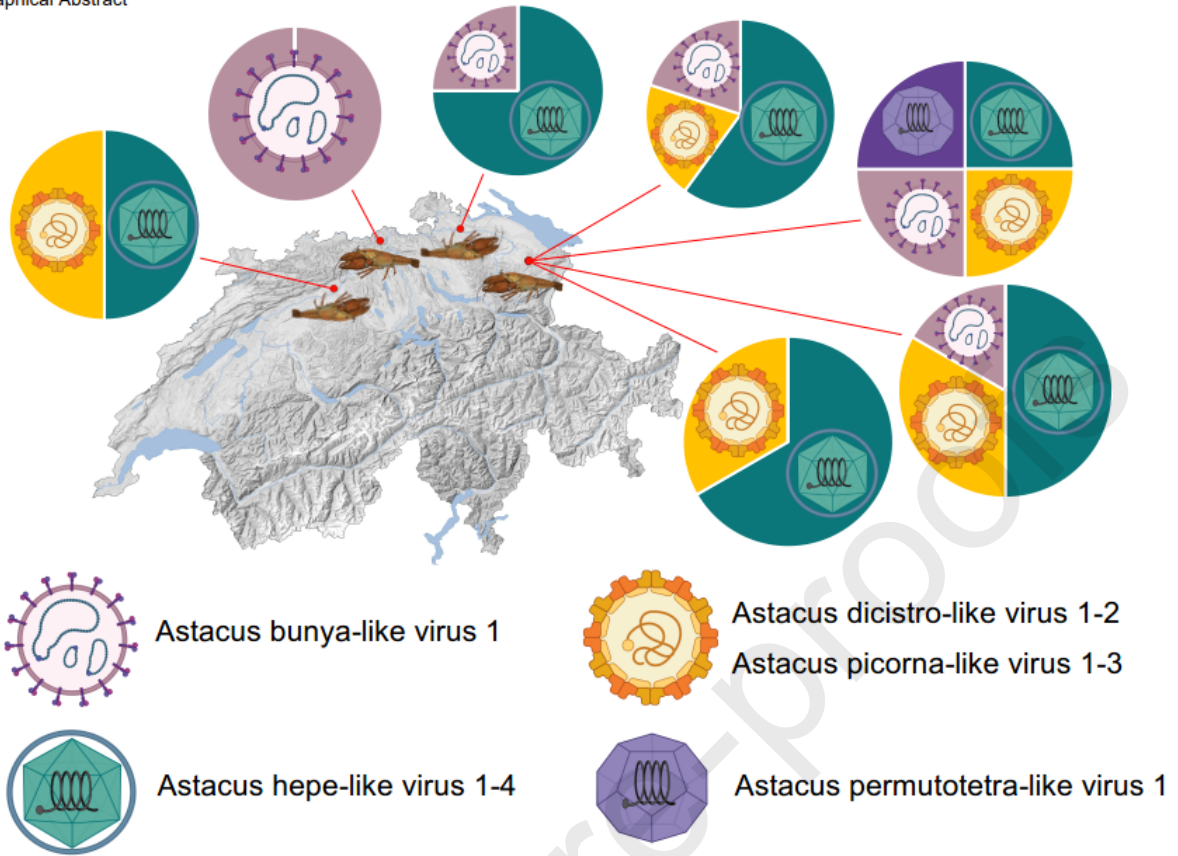 Astacus bunya-like virus 1
Astacus dicistro-like virus 1-2
Astacus picorna-like virus 1-3
Astacus hepe-like virus 1-4
Astacus permutotetra-like virus 1